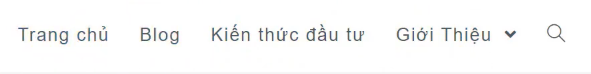 Trang chủ Blog Kiến thức đầu tư Giới Thiệu